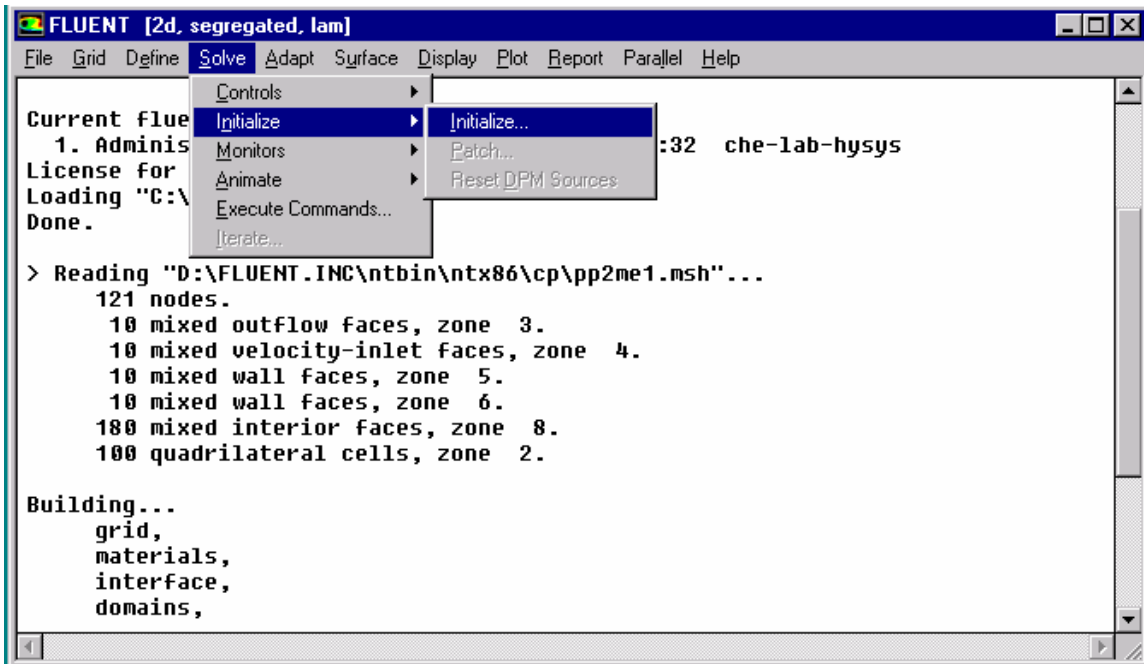 FLUENT [2d, segregated, lam]
File Grid Define Solve Adapt Surface Display Plot Report Parallel Help
Controls
Initialize
Monitors
Animate
Execute Commands...
Iterate...
Initialize...
Patch...
Reset DPM Sources
Current flue
1. Adminis :32 che-lab-hysys
License for
Loading "C:\
Done.
> Reading "D:\FLUENT.INC\ntbin\ntx86\cp\pp2me1.msh"...
121 nodes.
10 mixed outflow faces, zone 3.
10 mixed velocity-inlet faces, zone 4.
10 mixed wall faces, zone 5.
10 mixed wall faces, zone 6.
180 mixed interior faces, zone 8.
100 quadrilateral cells, zone 2.
Building...
grid,
materials,
interface,
domains,